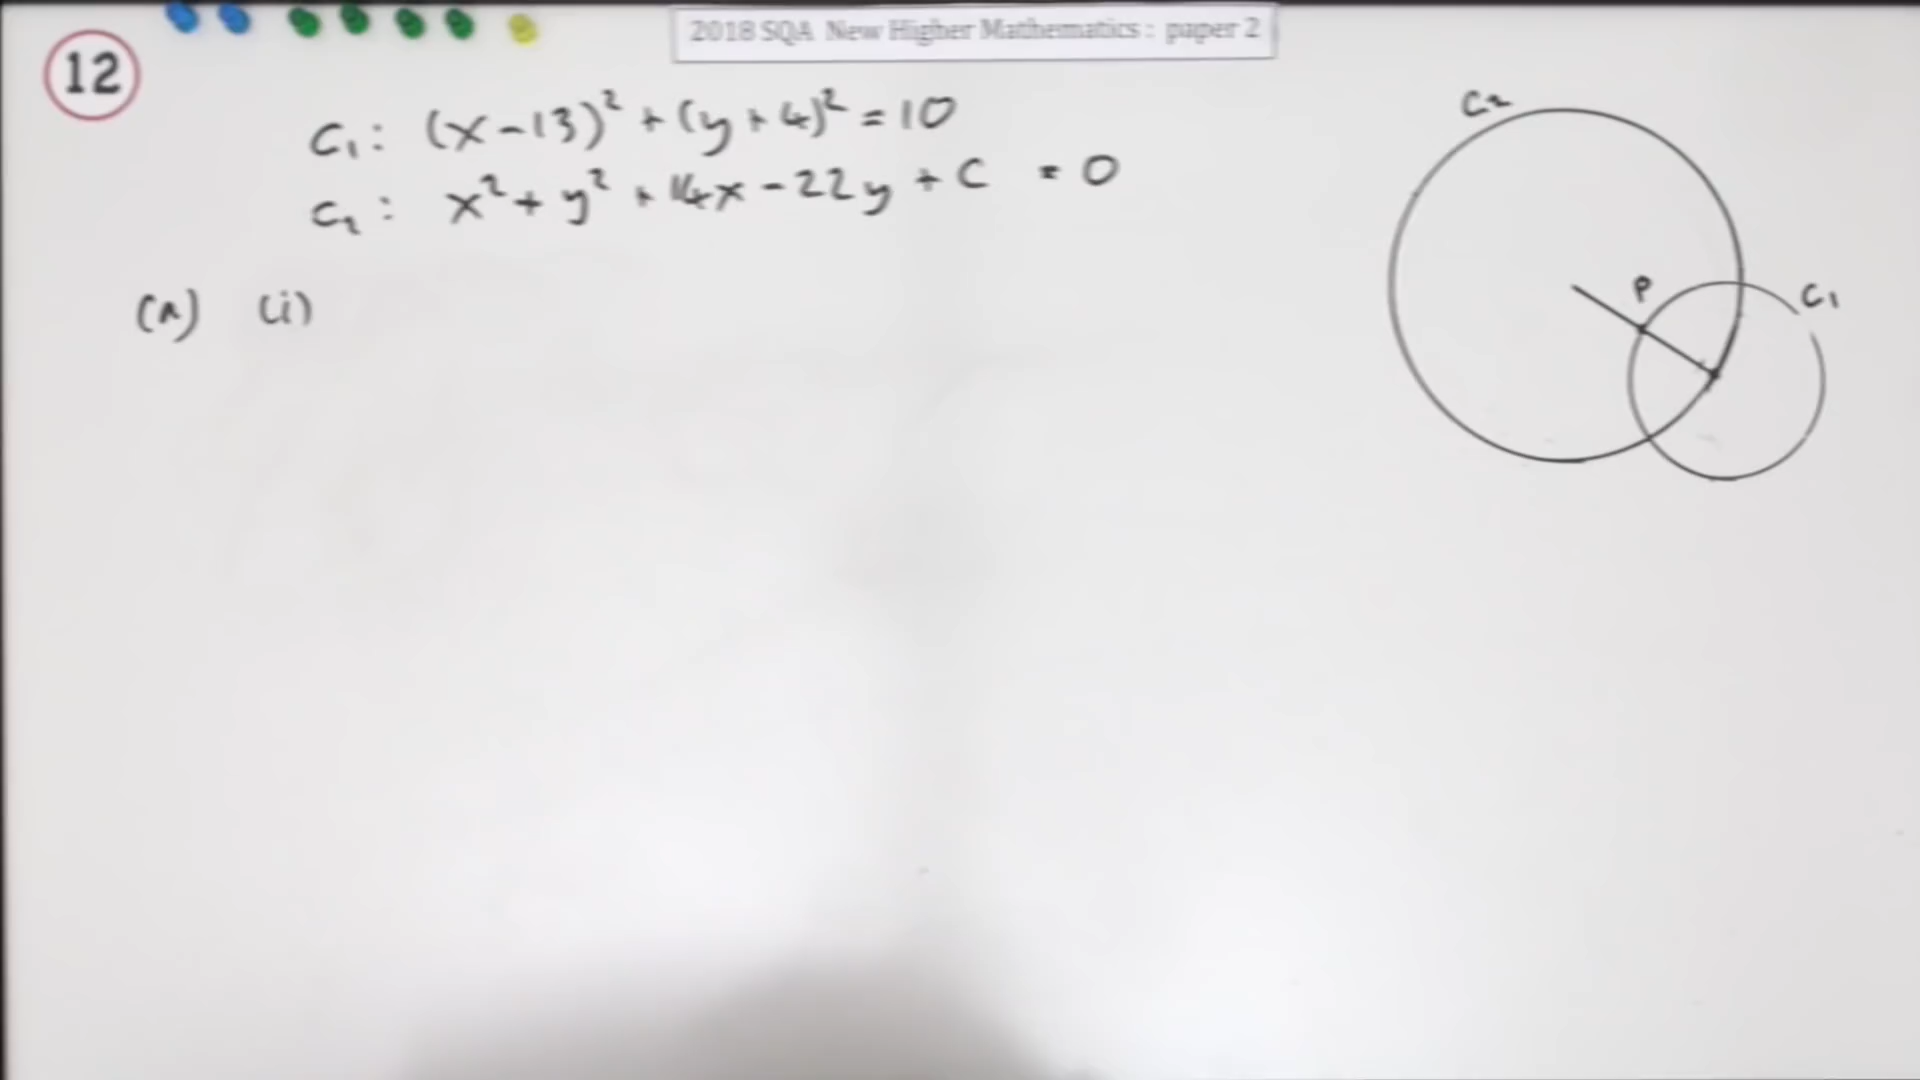 2018 SQA New Higher Mathematics : paper 2
12
C₁ : (x-13)² + (y+4)² = 10
C₂ : x² + y² + 14x - 22y + C = 0
(a) (i)
C₂
P
C₁